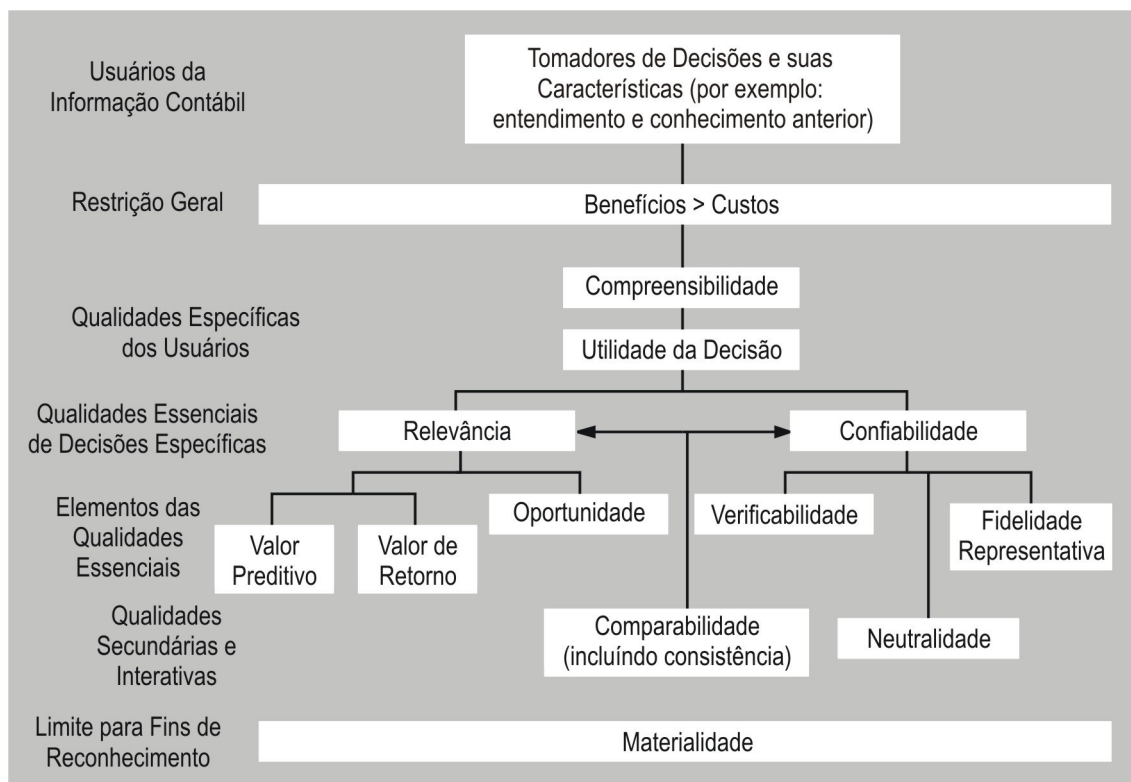 Usuários da
Informação Contábil
Tomadores de Decisões e suas
Características (por exemplo:
entendimento e conhecimento anterior)
Restrição Geral
Benefícios > Custos
Compreensibilidade
Qualidades Específicas
dos Usuários
Utilidade da Decisão
Qualidades Essenciais
de Decisões Específicas
Relevância
Confiabilidade
Elementos das
Qualidades
Essenciais
Valor
Preditivo
Valor de
Retorno
Oportunidade
Verificabilidade
Fidelidade
Representativa
Qualidades
Secundárias e
Interativas
Comparabilidade
(incluíndo consistência)
Neutralidade
Limite para Fins de
Reconhecimento
Materialidade